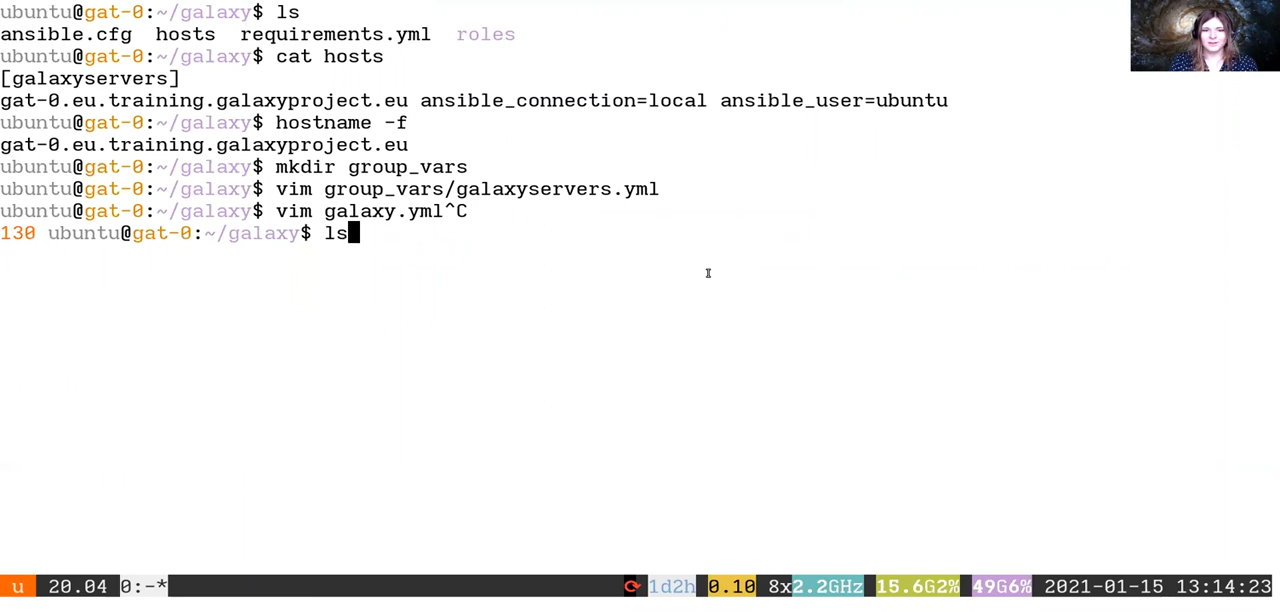 ubuntu@gat-0:~/galaxy$ ls
ansible.cfg  hosts  requirements.yml  roles
ubuntu@gat-0:~/galaxy$ cat hosts
[galaxyservers]
gat-0.eu.training.galaxyproject.eu ansible_connection=local ansible_user=ubuntu
ubuntu@gat-0:~/galaxy$ hostname -f
gat-0.eu.training.galaxyproject.eu
ubuntu@gat-0:~/galaxy$ mkdir group_vars
ubuntu@gat-0:~/galaxy$ vim group_vars/galaxyservers.yml
ubuntu@gat-0:~/galaxy$ vim galaxy.yml^C
130 ubuntu@gat-0:~/galaxy$ ls
u 20.04 0:-* 1d2h 0.10 8x2.2GHz 15.6G2% 49G6% 2021-01-15 13:14:23